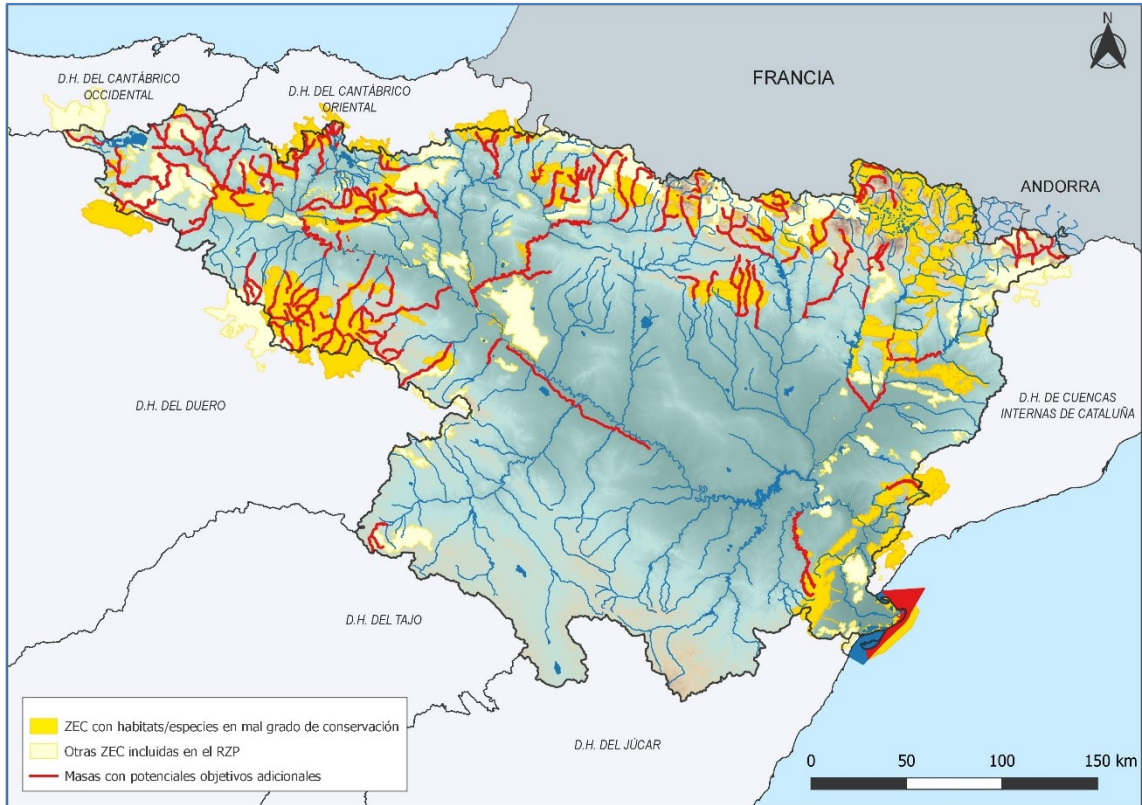 N
FRANCIA
D.H. DEL CANTÁBRICO
OCCIDENTAL
D.H. DEL CANTÁBRICO
ORIENTAL
ANDORRA
D.H. DEL DUERO
D.H. DE CUENCAS
INTERNAS DE CATALUÑA
D.H. DEL TAJO
D.H. DEL JÚCAR
ZEC con habitats/especies en mal grado de conservación
Otras ZEC incluidas en el RZP
Masas con potenciales objetivos adicionales
0 50 100 150 km